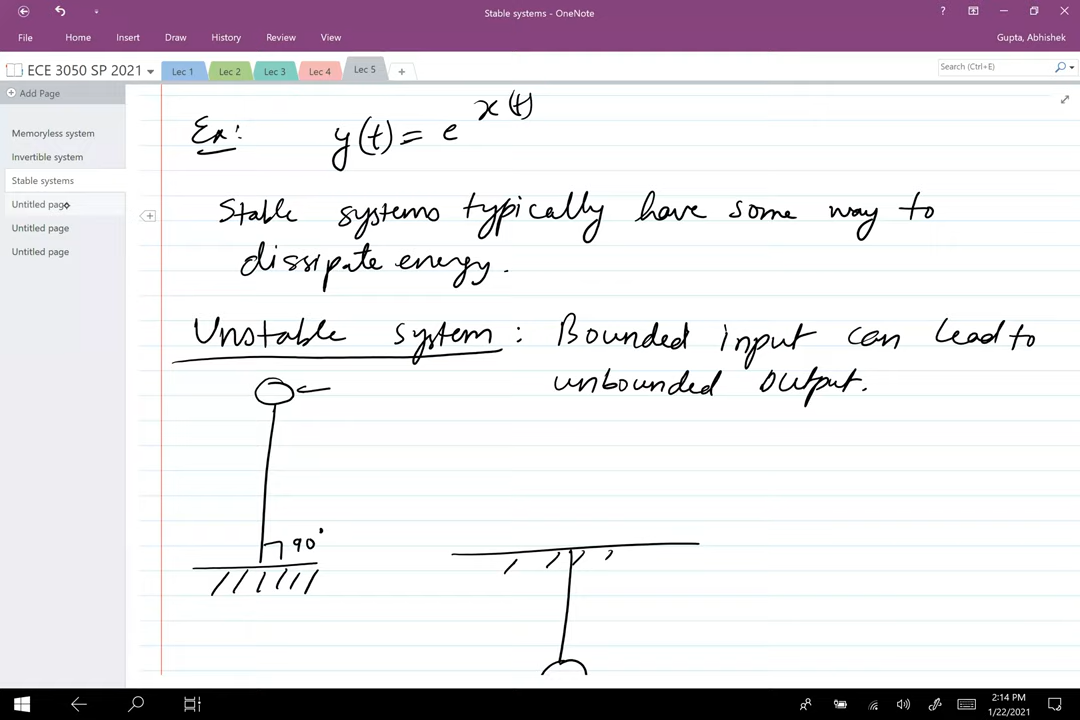 Stable systems - OneNote
?
File Home Insert Draw History Review View
Gupta, Abhishek
ECE 3050 SP 2021 Lec 1 Lec 2 Lec 3 Lec 4 Lec 5 +
Search (Ctrl+E)
+ Add Page
Memoryless system
Invertible system
Stable systems
Untitled page
Untitled page
Untitled page
Ex: y(t) = e^x(t)
Stable systems typically have some way to
dissipate energy.
Unstable system : Bounded input can lead to
unbounded output.
90°
2:14 PM
1/22/2021